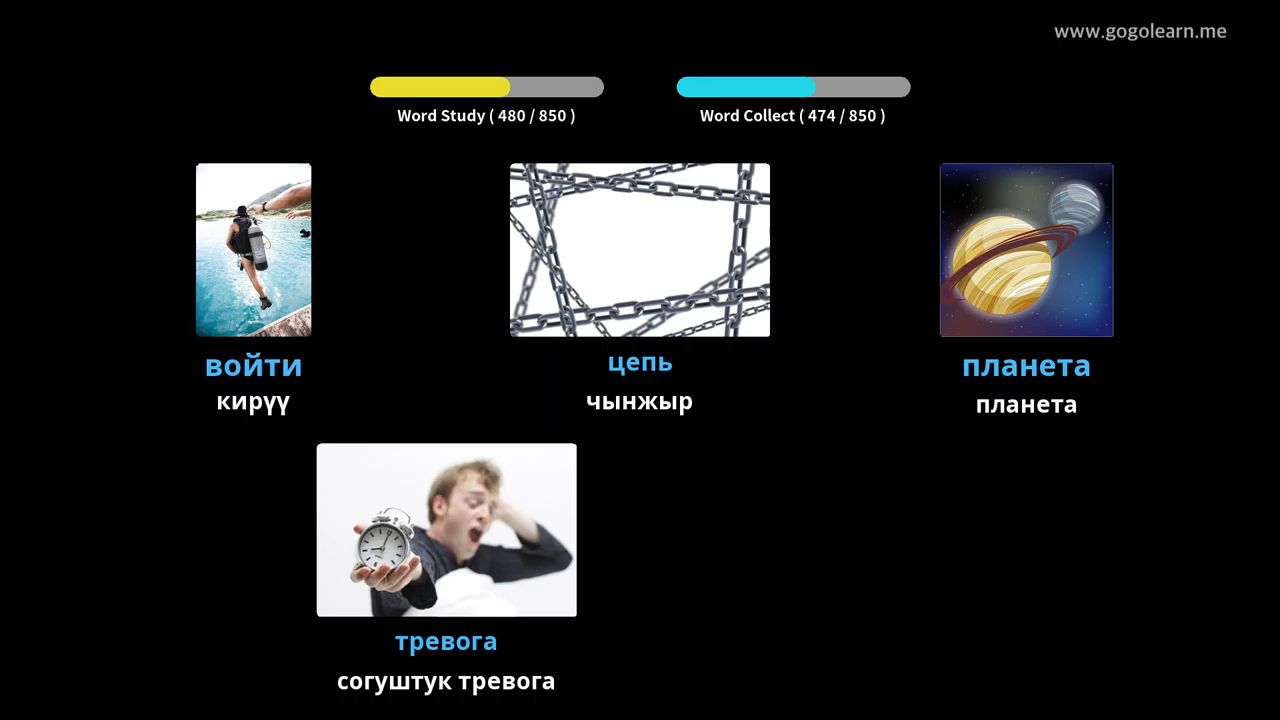 www.gogolearn.me
Word Study ( 480 / 850 )
Word Collect ( 474 / 850 )
войти
кирүү
цепь
чынжыр
планета
планета
тревога
согуштук тревога